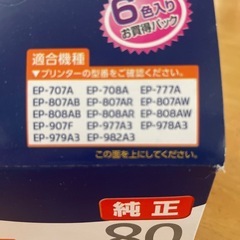 6色入り
お買得パック
適合機種
▼プリンターの型番をご確認ください。
EP-707A EP-708A EP-777A
EP-807AB EP-807AR EP-807AW
EP-808AB EP-808AR EP-808AW
EP-907F EP-977A3 EP-978A3
EP-979A3 EP-982A3
この面を上にしてください
純正
80